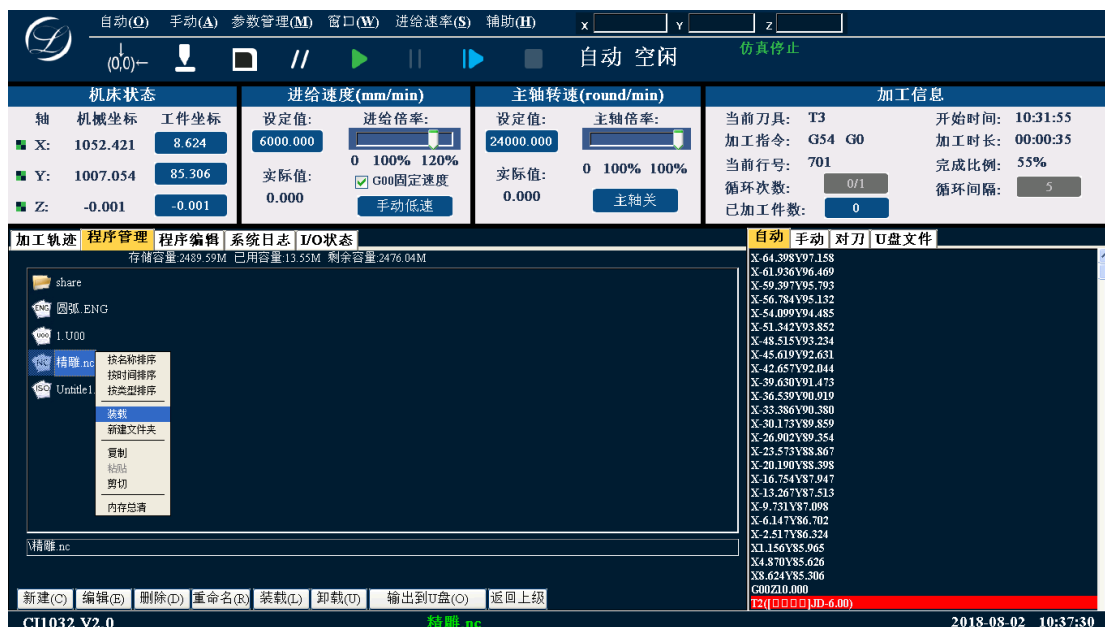 自动(O) 手动(A) 参数管理(M) 窗口(W) 进给速率(S) 辅助(H) X Y Z
(0,0) 自动 空闲 仿真停止
机床状态 进给速度(mm/min) 主轴转速(round/min) 加工信息
轴 机械坐标 工件坐标 设定值: 进给倍率: 设定值: 主轴倍率: 当前刀具: T3 开始时间: 10:31:55
X: 1052.421 8.624 6000.000 24000.000 加工指令: G54 G0 加工时长: 00:00:35
0 100% 120% 0 100% 100% 当前行号: 701 完成比例: 55%
Y: 1007.054 85.306 实际值: G00固定速度 实际值: 循环次数: 0/1 循环间隔: 5
Z: -0.001 -0.001 0.000 手动低速 0.000 主轴关 已加工件数: 0
加工轨迹 程序管理 程序编辑 系统日志 I/O状态 自动 手动 对刀 U盘文件
存储容量:2489.59M 已用容量:13.55M 剩余容量:2476.04M
share
ENG 圆弧.ENG
U00 1.U00
NC 精雕.nc
ISO Untitle1.
按名称排序
按时间排序
按类型排序
装载
新建文件夹
复制
粘贴
剪切
内存总清
\精雕.nc
新建(C) 编辑(E) 删除(D) 重命名(R) 装载(L) 卸载(U) 输出到U盘(O) 返回上级
X-64.398Y97.158
X-61.936Y96.469
X-59.397Y95.793
X-56.784Y95.132
X-54.099Y94.485
X-51.342Y93.852
X-48.515Y93.234
X-45.619Y92.631
X-42.657Y92.044
X-39.630Y91.473
X-36.539Y90.919
X-33.386Y90.380
X-30.173Y89.859
X-26.902Y89.354
X-23.573Y88.867
X-20.190Y88.398
X-16.754Y87.947
X-13.267Y87.513
X-9.731Y87.098
X-6.147Y86.702
X-2.517Y86.324
X1.156Y85.965
X4.870Y85.626
X8.624Y85.306
G00Z10.000
T2([□□□□]JD-6.00)
CI1032 V2.0 精雕.nc 2018-08-02 10:37:30